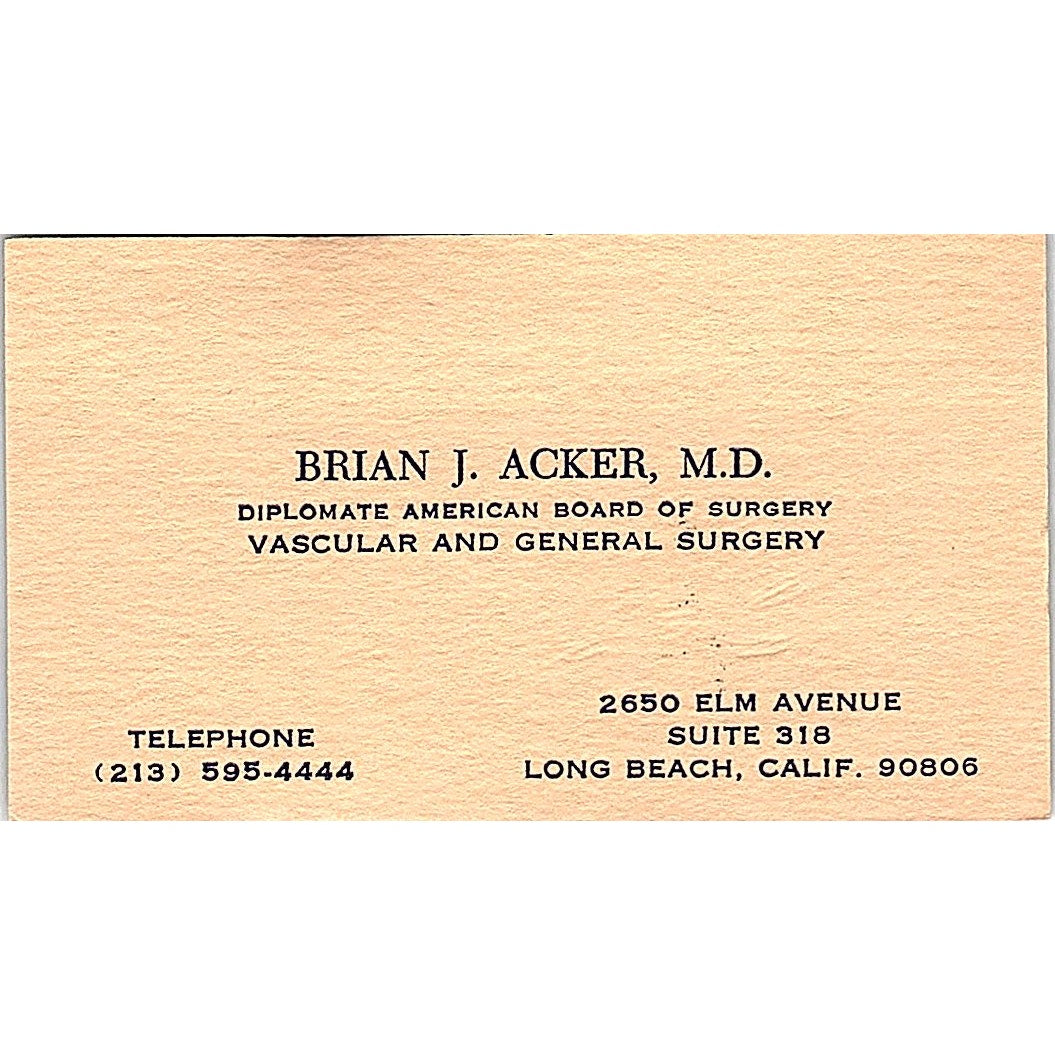 BRIAN J. ACKER, M.D.
DIPLOMATE AMERICAN BOARD OF SURGERY
VASCULAR AND GENERAL SURGERY
TELEPHONE
(213) 595-4444
2650 ELM AVENUE
SUITE 318
LONG BEACH, CALIF. 90806